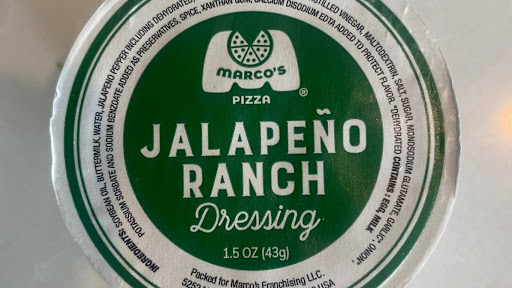 MARCO'S
PIZZA
®
JALAPEÑO
RANCH
Dressing
1.5 OZ (43g)
Packed for Marco's Franchising LLC.
INGREDIENTS: SOYBEAN OIL, BUTTERMILK, WATER, JALAPENO PEPPER INCLUDING DEHYDRATED,
DISTILLED VINEGAR, MALTODEXTRIN, SALT, SUGAR, MONOSODIUM GLUTAMATE, GARLIC*, ONION*,
POTASSIUM SORBATE AND SODIUM BENZOATE ADDED AS PRESERVATIVES, SPICE, XANTHAN GUM, CALCIUM DISODIUM EDTA ADDED TO PROTECT FLAVOR. *DEHYDRATED CONTAINS: EGG, MILK
USA